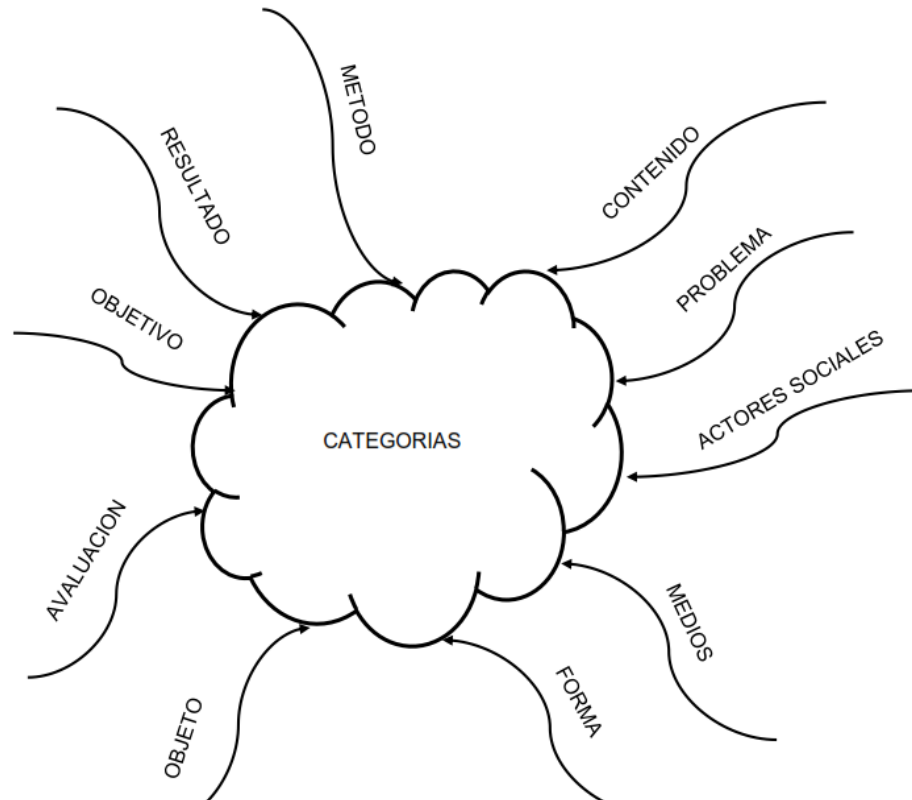 METODO
RESULTADO
CONTENIDO
PROBLEMA
OBJETIVO
ACTORES SOCIALES
CATEGORIAS
AVALUACION
MEDIOS
OBJETO
FORMA